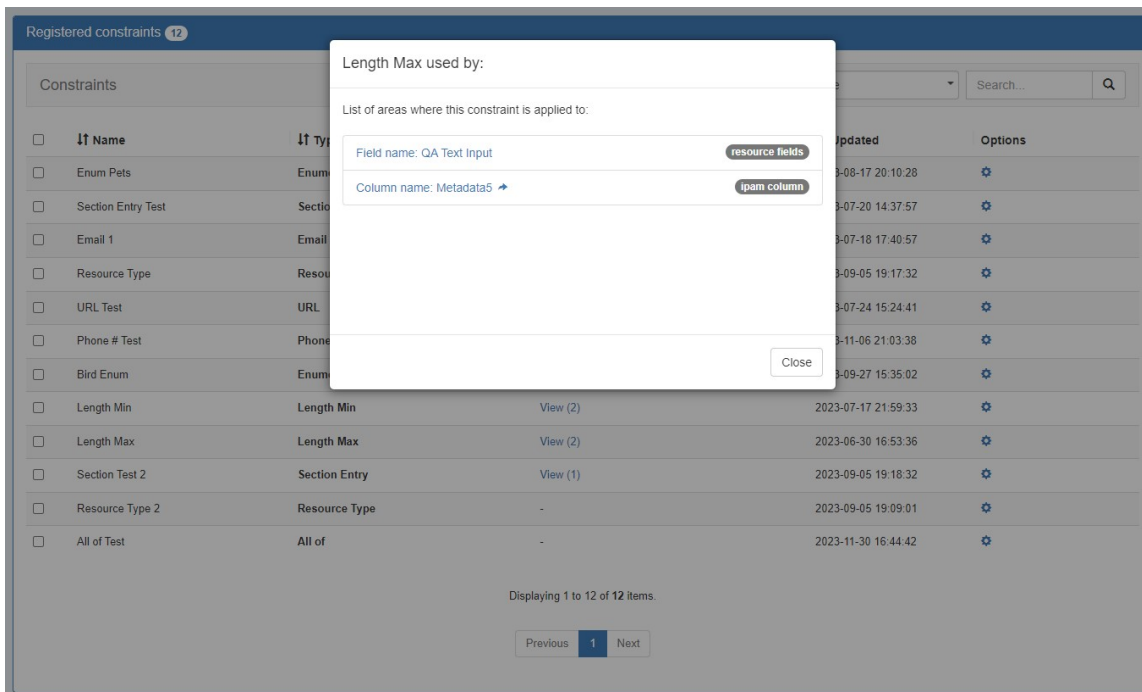 Registered constraints 12
Length Max used by:
Constraints
Search...
List of areas where this constraint is applied to:
Name Typ Updated Options
Field name: QA Text Input resource fields
Enum Pets Enum 3-08-17 20:10:28
Column name: Metadata5 ipam column
Section Entry Test Sectio 3-07-20 14:37:57
Email 1 Email 3-07-18 17:40:57
Resource Type Resou 3-09-05 19:17:32
URL Test URL 3-07-24 15:24:41
Phone # Test Phone 3-11-06 21:03:38
Close
Bird Enum Enum 3-09-27 15:35:02
Length Min Length Min View (2) 2023-07-17 21:59:33
Length Max Length Max View (2) 2023-06-30 16:53:36
Section Test 2 Section Entry View (1) 2023-09-05 19:18:32
Resource Type 2 Resource Type - 2023-09-05 19:09:01
All of Test All of - 2023-11-30 16:44:42
Displaying 1 to 12 of 12 items.
Previous 1 Next